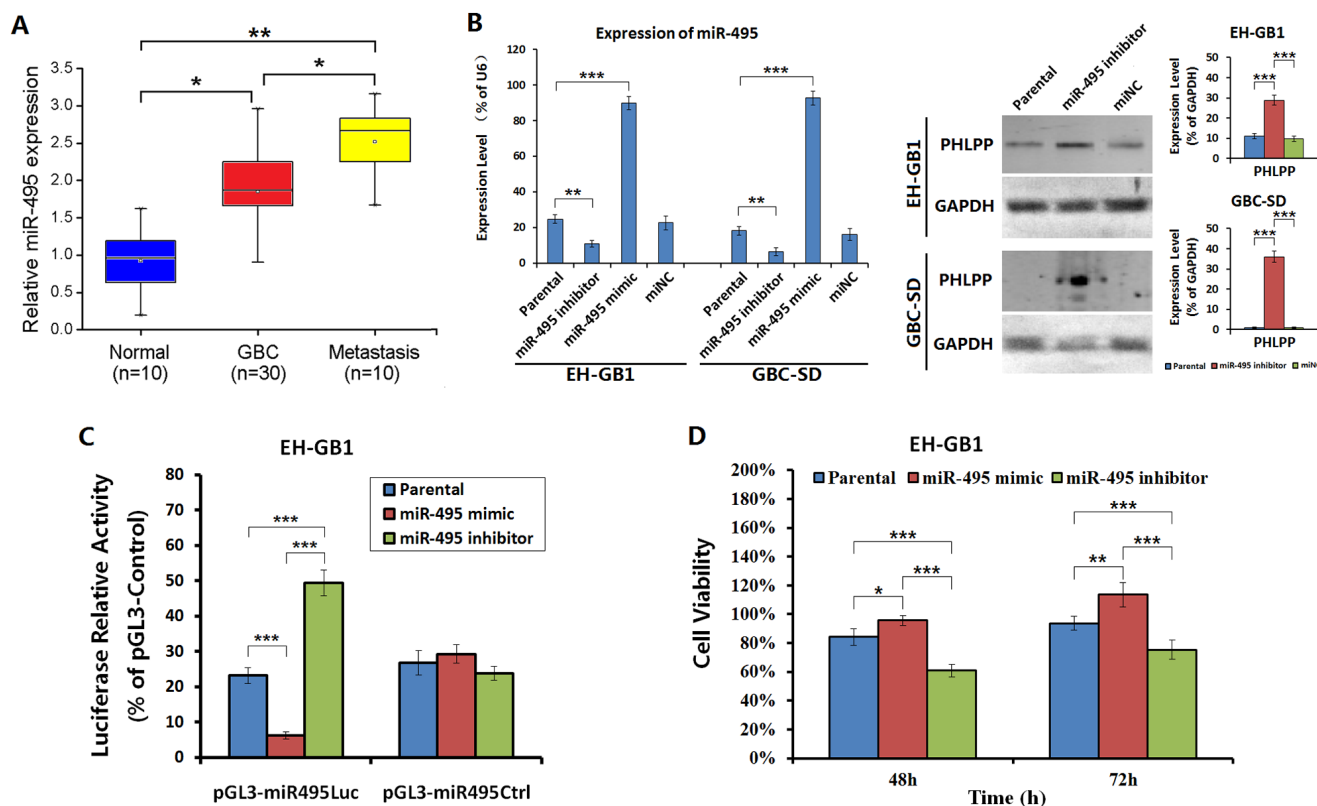 A
**
*
*
Relative miR-495 expression
3.5
3.0
2.5
2.0
1.5
1.0
0.5
0.0
Normal
(n=10)
GBC
(n=30)
Metastasis
(n=10)
B
Expression of miR-495
Expression Level （% of U6）
120
100
80
60
40
20
0
***
**
***
**
Parental
miR-495 inhibitor
miR-495 mimic
miNC
Parental
miR-495 inhibitor
miR-495 mimic
miNC
EH-GB1
GBC-SD
Parental
miR-495 inhibitor
miNC
EH-GB1
PHLPP
GAPDH
GBC-SD
PHLPP
GAPDH
EH-GB1
Expression Level
(% of GAPDH)
50
40
30
20
10
0
***
***
PHLPP
GBC-SD
Expression Level
(% of GAPDH)
50
40
30
20
10
0
***
***
PHLPP
Parental miR-495 inhibitor miNC
C
EH-GB1
Luciferase Relative Activity
(% of pGL3-Control)
80
70
60
50
40
30
20
10
0
Parental
miR-495 mimic
miR-495 inhibitor
***
***
***
pGL3-miR495Luc
pGL3-miR495Ctrl
D
EH-GB1
Cell Viability
200%
180%
160%
140%
120%
100%
80%
60%
40%
20%
0%
Parental miR-495 mimic miR-495 inhibitor
***
***
*
***
***
**
48h
72h
Time (h)